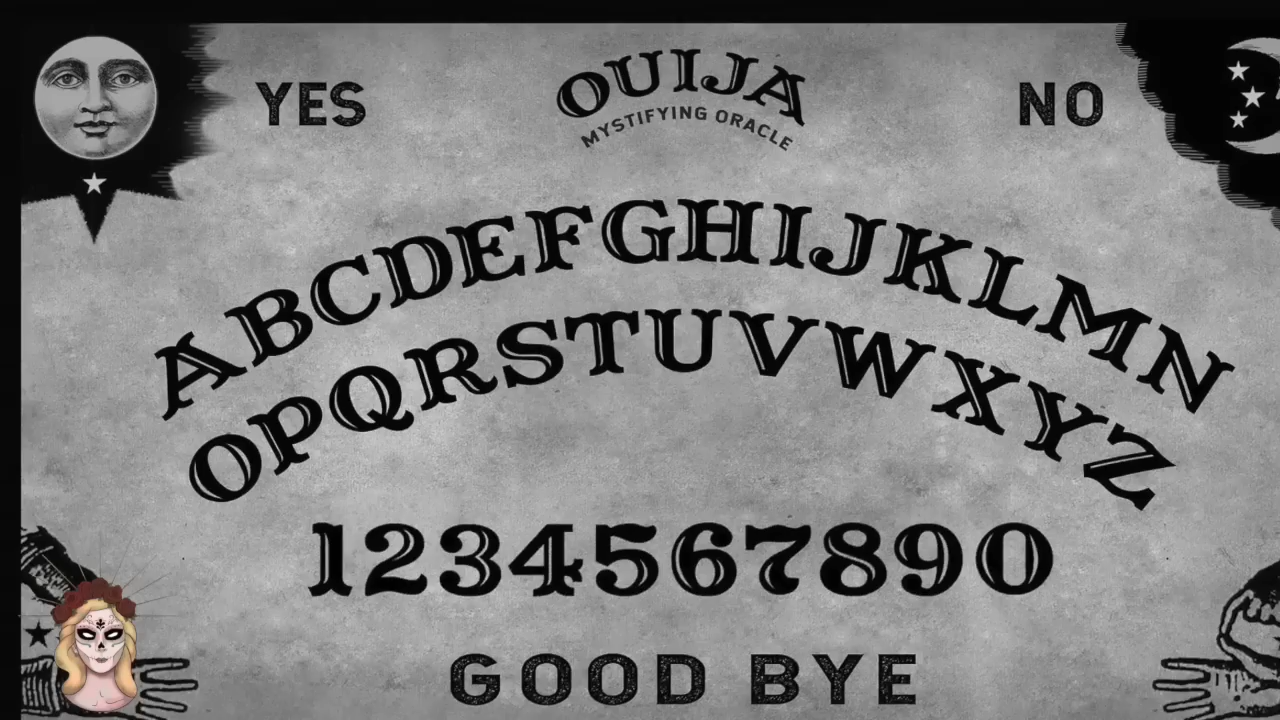 YES
OUIJA
NO
MYSTIFYING ORACLE
ABCDEFGHIJKLMN
OPQRSTUVWXYZ
1234567890
GOOD BYE